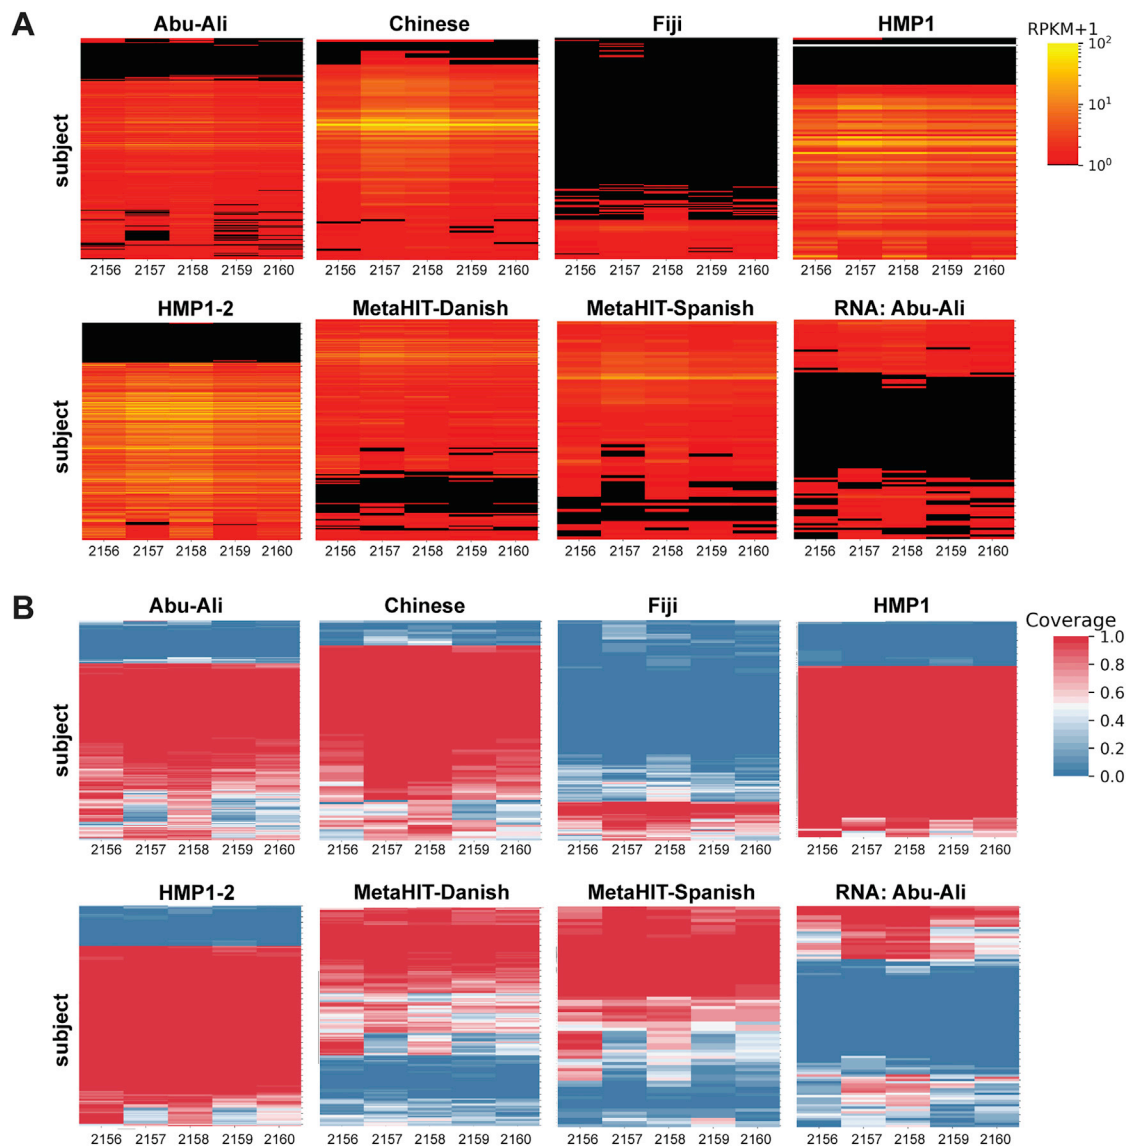 A
Abu-Ali Chinese Fiji HMP1
RPKM+1
10²
10¹
10⁰
subject
2156 2157 2158 2159 2160 2156 2157 2158 2159 2160 2156 2157 2158 2159 2160 2156 2157 2158 2159 2160
HMP1-2 MetaHIT-Danish MetaHIT-Spanish RNA: Abu-Ali
subject
2156 2157 2158 2159 2160 2156 2157 2158 2159 2160 2156 2157 2158 2159 2160 2156 2157 2158 2159 2160
B
Abu-Ali Chinese Fiji HMP1
Coverage
1.0
0.8
0.6
0.4
0.2
0.0
subject
2156 2157 2158 2159 2160 2156 2157 2158 2159 2160 2156 2157 2158 2159 2160 2156 2157 2158 2159 2160
HMP1-2 MetaHIT-Danish MetaHIT-Spanish RNA: Abu-Ali
subject
2156 2157 2158 2159 2160 2156 2157 2158 2159 2160 2156 2157 2158 2159 2160 2156 2157 2158 2159 2160